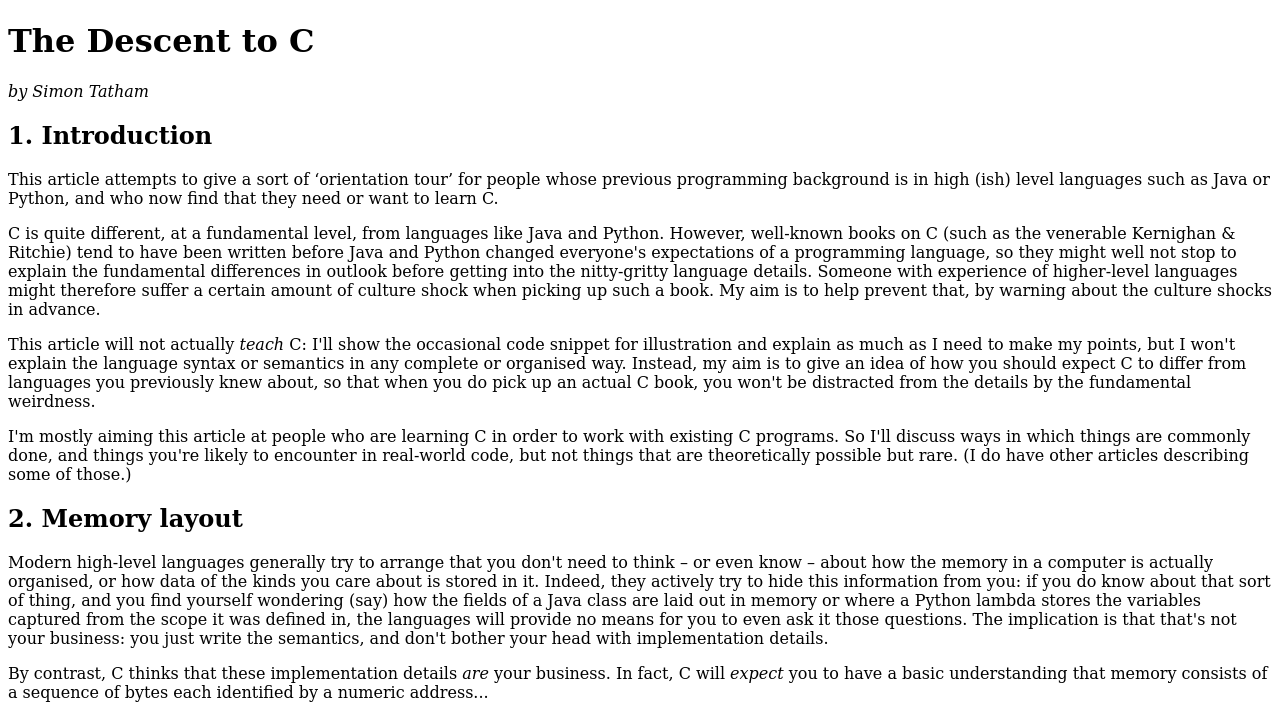 The Descent to C
by Simon Tatham
1. Introduction
This article attempts to give a sort of ‘orientation tour’ for people whose previous programming background is in high (ish) level languages such as Java or
Python, and who now find that they need or want to learn C.
C is quite different, at a fundamental level, from languages like Java and Python. However, well-known books on C (such as the venerable Kernighan &
Ritchie) tend to have been written before Java and Python changed everyone's expectations of a programming language, so they might well not stop to
explain the fundamental differences in outlook before getting into the nitty-gritty language details. Someone with experience of higher-level languages
might therefore suffer a certain amount of culture shock when picking up such a book. My aim is to help prevent that, by warning about the culture shocks
in advance.
This article will not actually teach C: I'll show the occasional code snippet for illustration and explain as much as I need to make my points, but I won't
explain the language syntax or semantics in any complete or organised way. Instead, my aim is to give an idea of how you should expect C to differ from
languages you previously knew about, so that when you do pick up an actual C book, you won't be distracted from the details by the fundamental
weirdness.
I'm mostly aiming this article at people who are learning C in order to work with existing C programs. So I'll discuss ways in which things are commonly
done, and things you're likely to encounter in real-world code, but not things that are theoretically possible but rare. (I do have other articles describing
some of those.)
2. Memory layout
Modern high-level languages generally try to arrange that you don't need to think – or even know – about how the memory in a computer is actually
organised, or how data of the kinds you care about is stored in it. Indeed, they actively try to hide this information from you: if you do know about that sort
of thing, and you find yourself wondering (say) how the fields of a Java class are laid out in memory or where a Python lambda stores the variables
captured from the scope it was defined in, the languages will provide no means for you to even ask it those questions. The implication is that that's not
your business: you just write the semantics, and don't bother your head with implementation details.
By contrast, C thinks that these implementation details are your business. In fact, C will expect you to have a basic understanding that memory consists of
a sequence of bytes each identified by a numeric address...